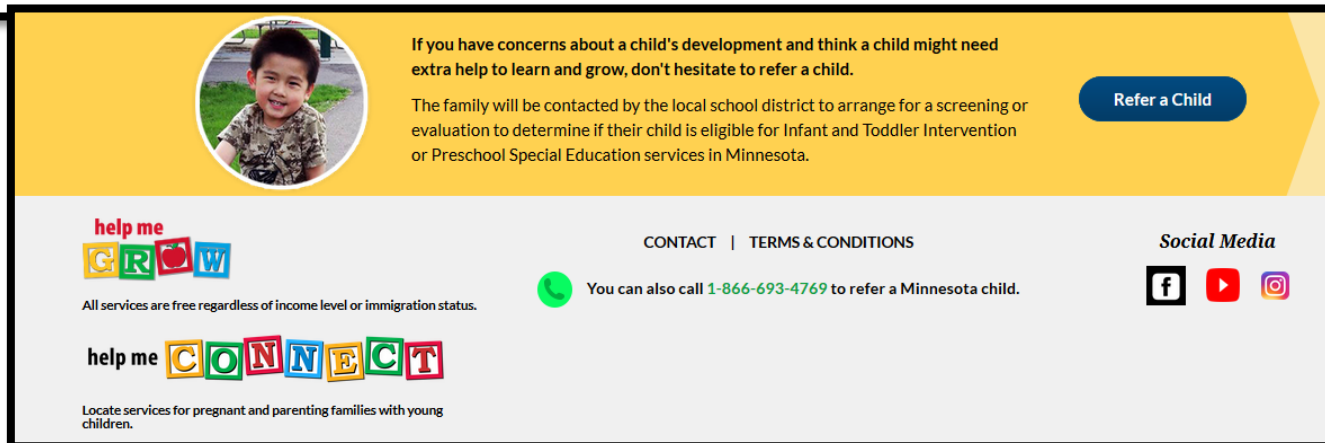 If you have concerns about a child's development and think a child might need
extra help to learn and grow, don't hesitate to refer a child.
The family will be contacted by the local school district to arrange for a screening or
evaluation to determine if their child is eligible for Infant and Toddler Intervention
or Preschool Special Education services in Minnesota.
Refer a Child
help me
GROW
All services are free regardless of income level or immigration status.
help me CONNECT
Locate services for pregnant and parenting families with young
children.
CONTACT | TERMS & CONDITIONS
You can also call 1-866-693-4769 to refer a Minnesota child.
Social Media